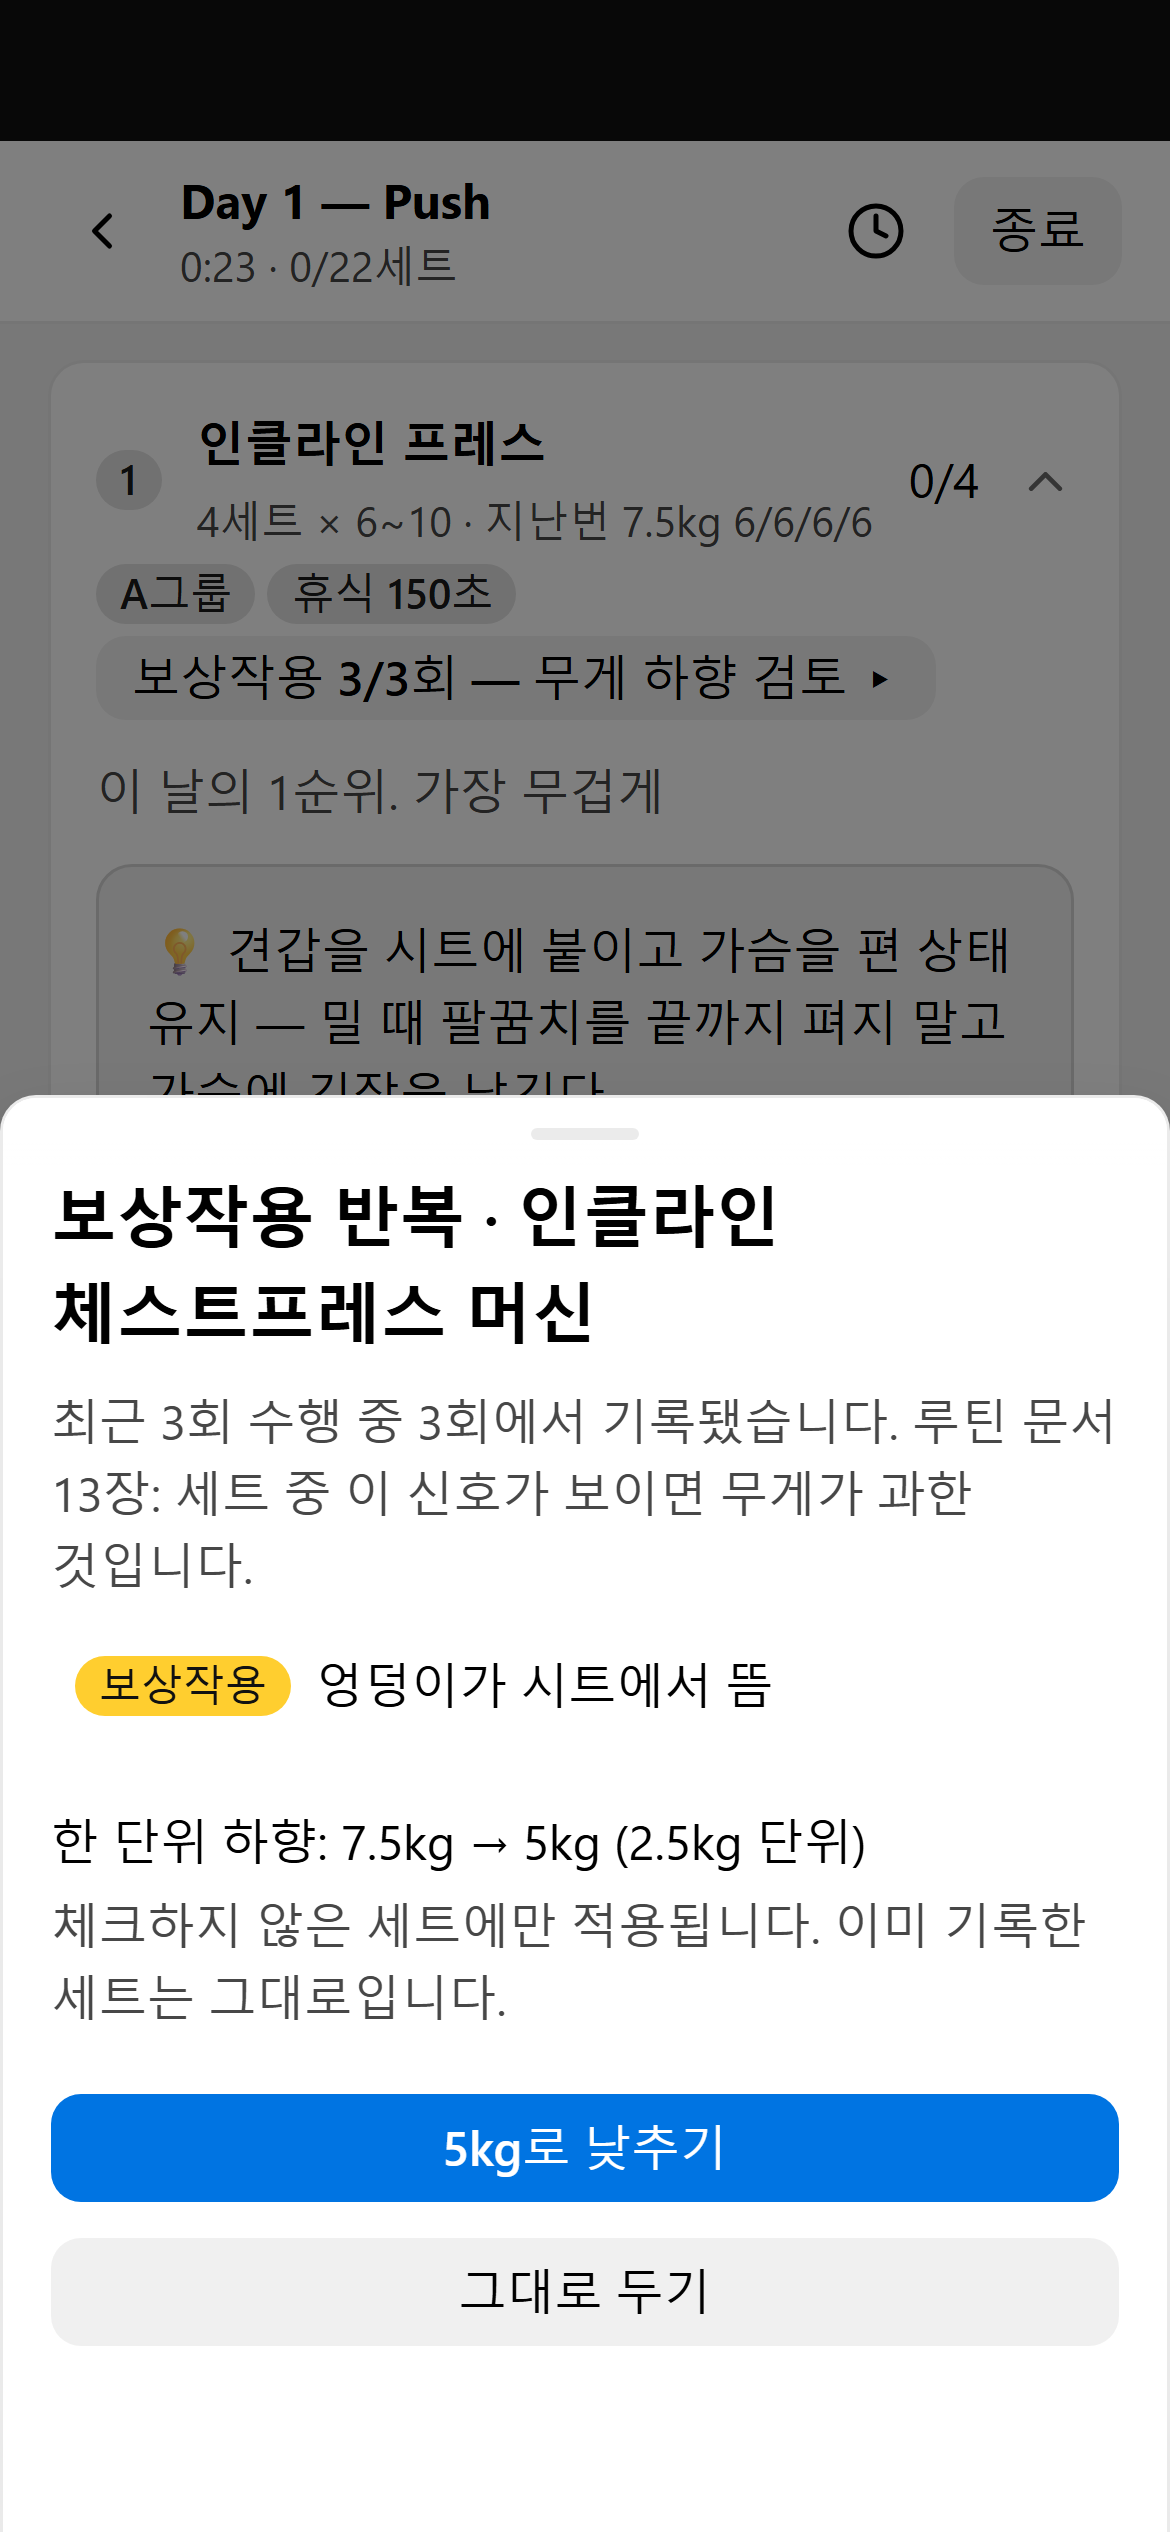 Day 1 — Push
0:23 · 0/22세트
종료
1
인클라인 프레스
4세트 × 6~10 · 지난번 7.5kg 6/6/6/6
0/4
A그룹
휴식 150초
보상작용 3/3회 — 무게 하향 검토 ▸
이 날의 1순위. 가장 무겁게
💡 견갑을 시트에 붙이고 가슴을 편 상태
유지 — 밀 때 팔꿈치를 끝까지 펴지 말고
가슴에 긴장을 남긴다
보상작용 반복 · 인클라인
체스트프레스 머신
최근 3회 수행 중 3회에서 기록됐습니다. 루틴 문서
13장: 세트 중 이 신호가 보이면 무게가 과한
것입니다.
보상작용 엉덩이가 시트에서 뜸
한 단위 하향: 7.5kg → 5kg (2.5kg 단위)
체크하지 않은 세트에만 적용됩니다. 이미 기록한
세트는 그대로입니다.
5kg로 낮추기
그대로 두기